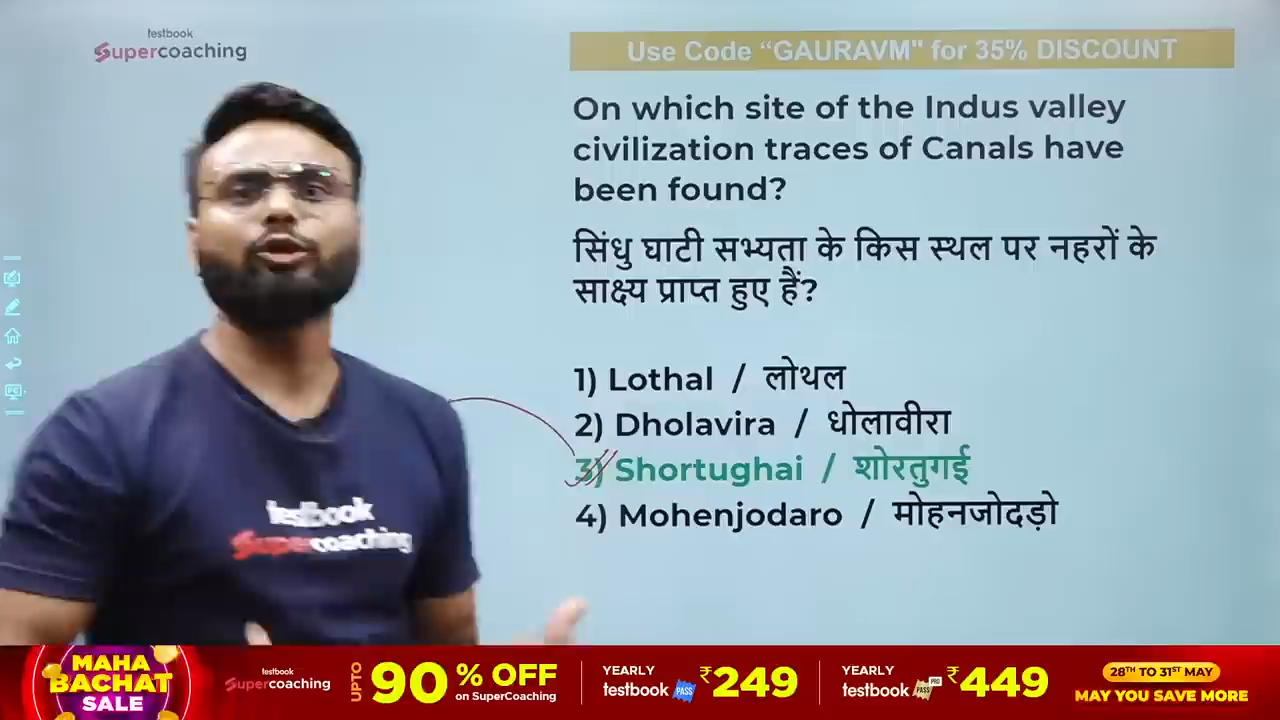 testbook
Supercoaching
Use Code “GAURAVM" for 35% DISCOUNT
On which site of the Indus valley
civilization traces of Canals have
been found?
सिंधु घाटी सभ्यता के किस स्थल पर नहरों के
साक्ष्य प्राप्त हुए हैं?
1) Lothal / लोथल
2) Dholavira / धोलावीरा
3) Shortughai / शोरतुगई
4) Mohenjodaro / मोहनजोदड़ो
testbook
Supercoaching
MAHA
BACHAT
SALE
testbook
Supercoaching
UPTO 90% OFF
on SuperCoaching
YEARLY
testbook PASS ₹249
YEARLY
testbook PASS PRO ₹449
28TH TO 31ST MAY
MAY YOU SAVE MORE